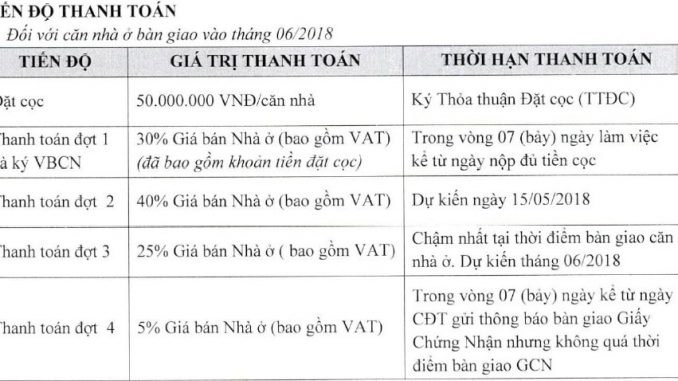 IẾN ĐỘ THANH TOÁN
Đối với căn nhà ở bàn giao vào tháng 06/2018
TIẾN ĐỘ
GIÁ TRỊ THANH TOÁN
THỜI HẠN THANH TOÁN
Đặt cọc
50.000.000 VNĐ/căn nhà
Ký Thỏa thuận Đặt cọc (TTĐC)
Thanh toán đợt 1
à ký VBCN
30% Giá bán Nhà ở (bao gồm VAT)
(đã bao gồm khoản tiền đặt cọc)
Trong vòng 07 (bảy) ngày làm việc
kể từ ngày nộp đủ tiền cọc
Thanh toán đợt 2
40% Giá bán Nhà ở (bao gồm VAT)
Dự kiến ngày 15/05/2018
Thanh toán đợt 3
25% Giá bán Nhà ở ( bao gồm VAT)
Chậm nhất tại thời điểm bàn giao căn
nhà ở. Dự kiến tháng 06/2018
Thanh toán đợt 4
5% Giá bán Nhà ở (bao gồm VAT)
Trong vòng 07 (bảy) ngày kể từ ngày
CĐT gửi thông báo bàn giao Giấy
Chứng Nhận nhưng không quá thời
điểm bàn giao GCN